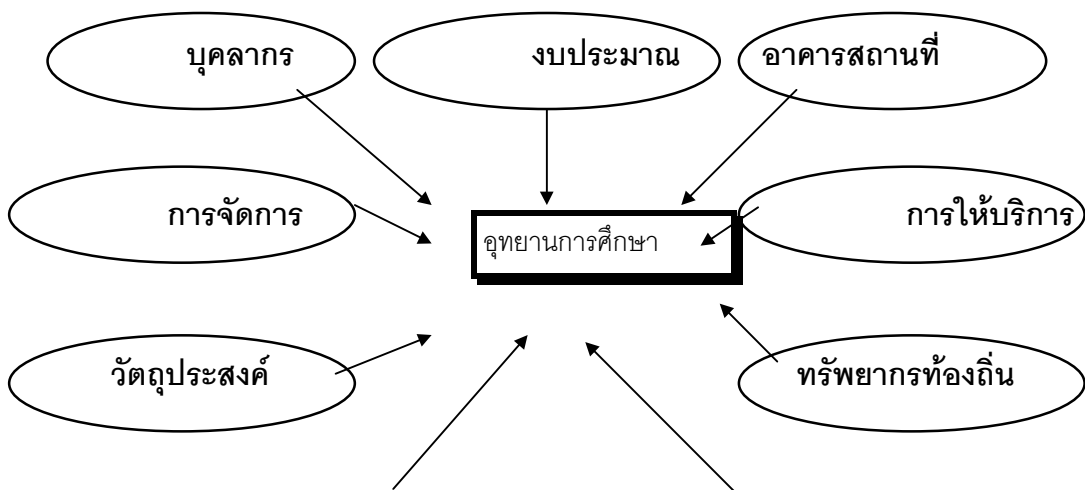 บุคลากร
งบประมาณ
อาคารสถานที่
การจัดการ
การให้บริการ
อุทยานการศึกษา
วัตถุประสงค์
ทรัพยากรท้องถิ่น